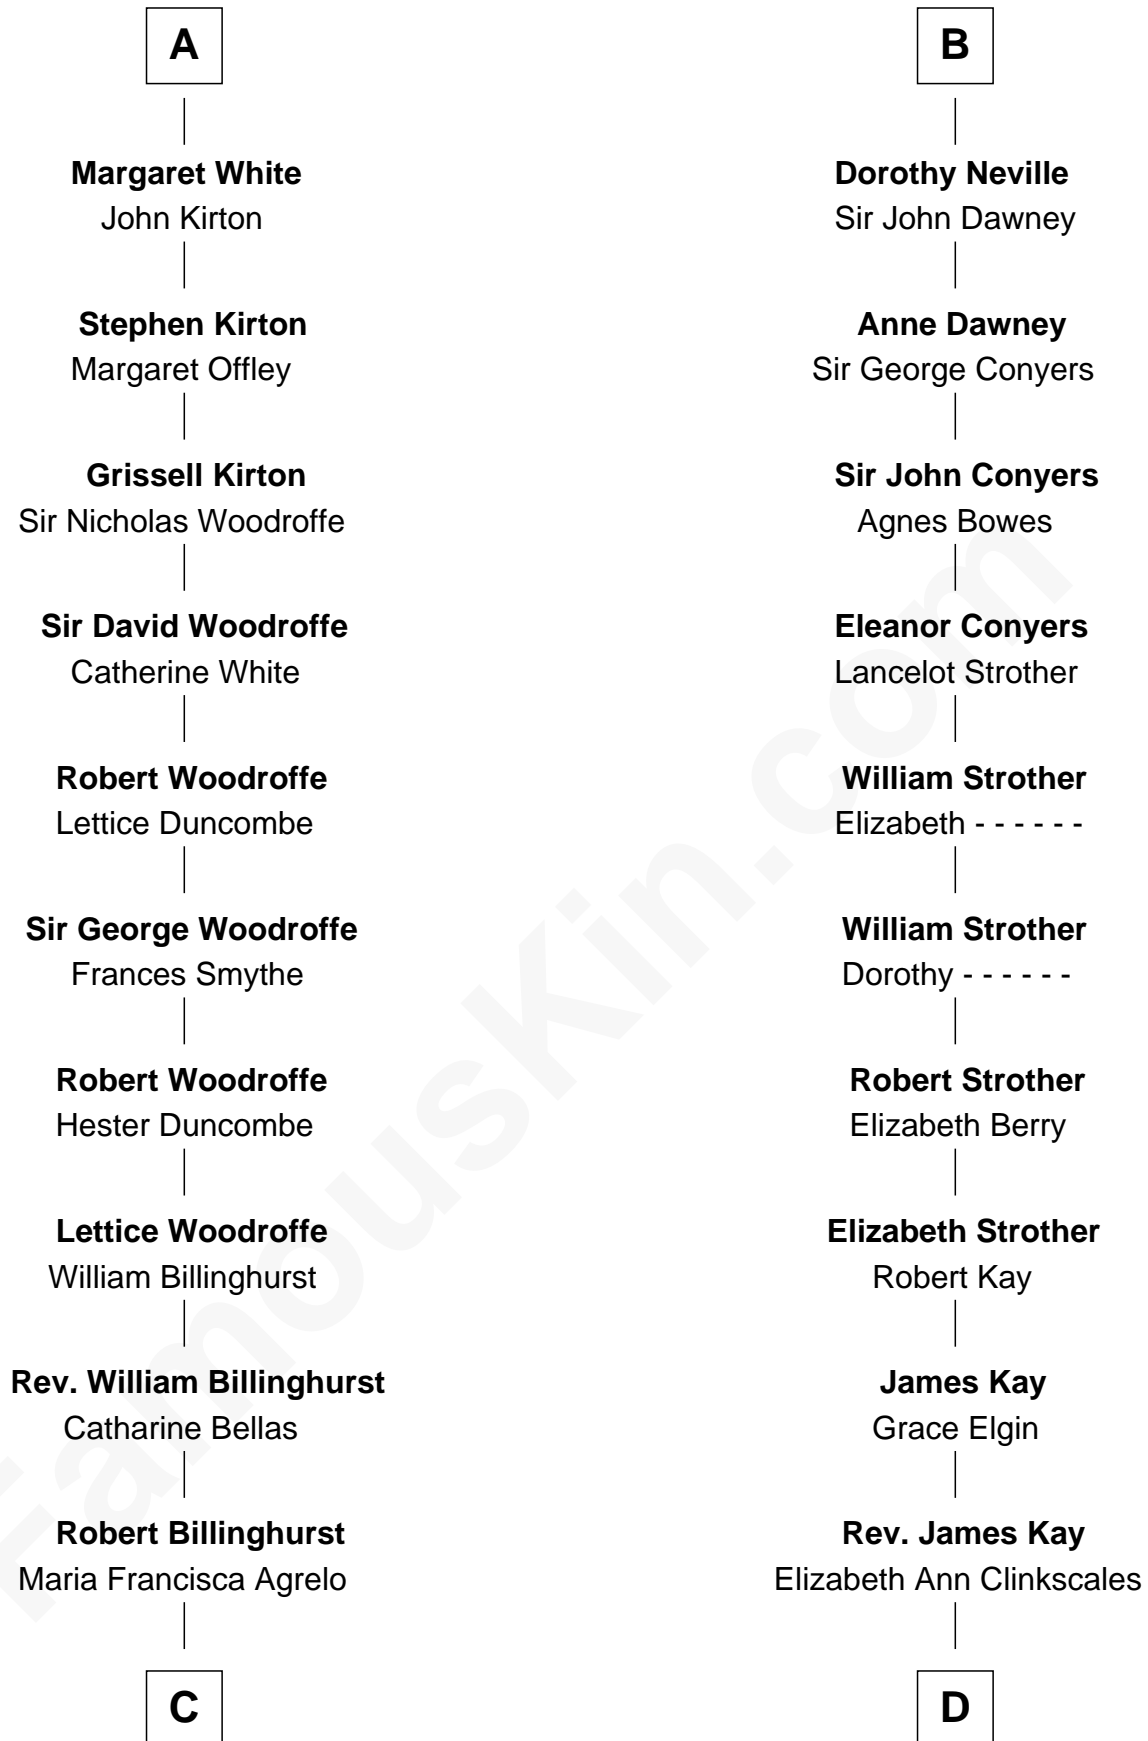 A
Margaret White
John Kirton
Stephen Kirton
Margaret Offley
Grissell Kirton
Sir Nicholas Woodroffe
Sir David Woodroffe
Catherine White
Robert Woodroffe
Lettice Duncombe
Sir George Woodroffe
Frances Smythe
Robert Woodroffe
Hester Duncombe
Lettice Woodroffe
William Billinghurst
Rev. William Billinghurst
Catharine Bellas
Robert Billinghurst
Maria Francisca Agrelo
C
B
Dorothy Neville
Sir John Dawney
Anne Dawney
Sir George Conyers
Sir John Conyers
Agnes Bowes
Eleanor Conyers
Lancelot Strother
William Strother
Elizabeth - - - - - -
William Strother
Dorothy - - - - - -
Robert Strother
Elizabeth Berry
Elizabeth Strother
Robert Kay
James Kay
Grace Elgin
Rev. James Kay
Elizabeth Ann Clinkscales
D
FamousKin.com